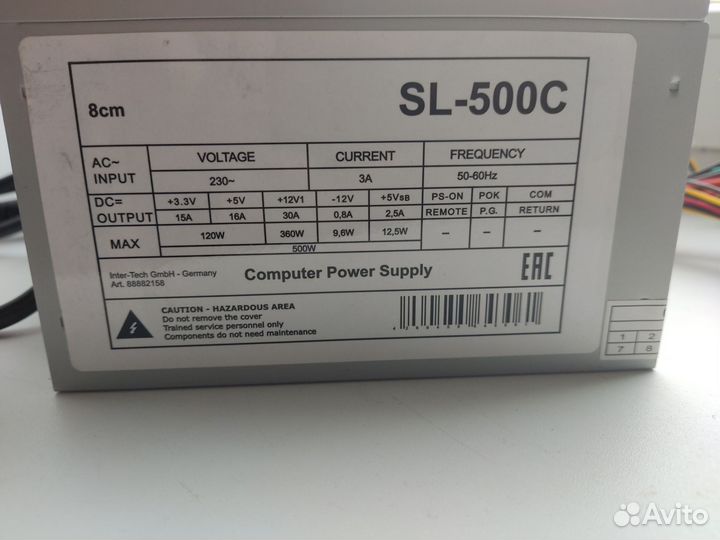 8cm
SL-500C
AC~ INPUT
VOLTAGE CURRENT FREQUENCY
230~ 3A 50-60Hz
DC= OUTPUT
+3.3V +5V +12V1 -12V +5VSB PS-ON POK COM
15A 16A 30A 0,8A 2,5A REMOTE P.G. RETURN
MAX 120W 360W 9,6W 12,5W – – –
500W
Inter-Tech GmbH - Germany
Art. 88882158
Computer Power Supply
EAC
CAUTION - HAZARDOUS AREA
Do not remove the cover
Trained service personnel only
Components do not need maintenance
1 2
7 8
Avito